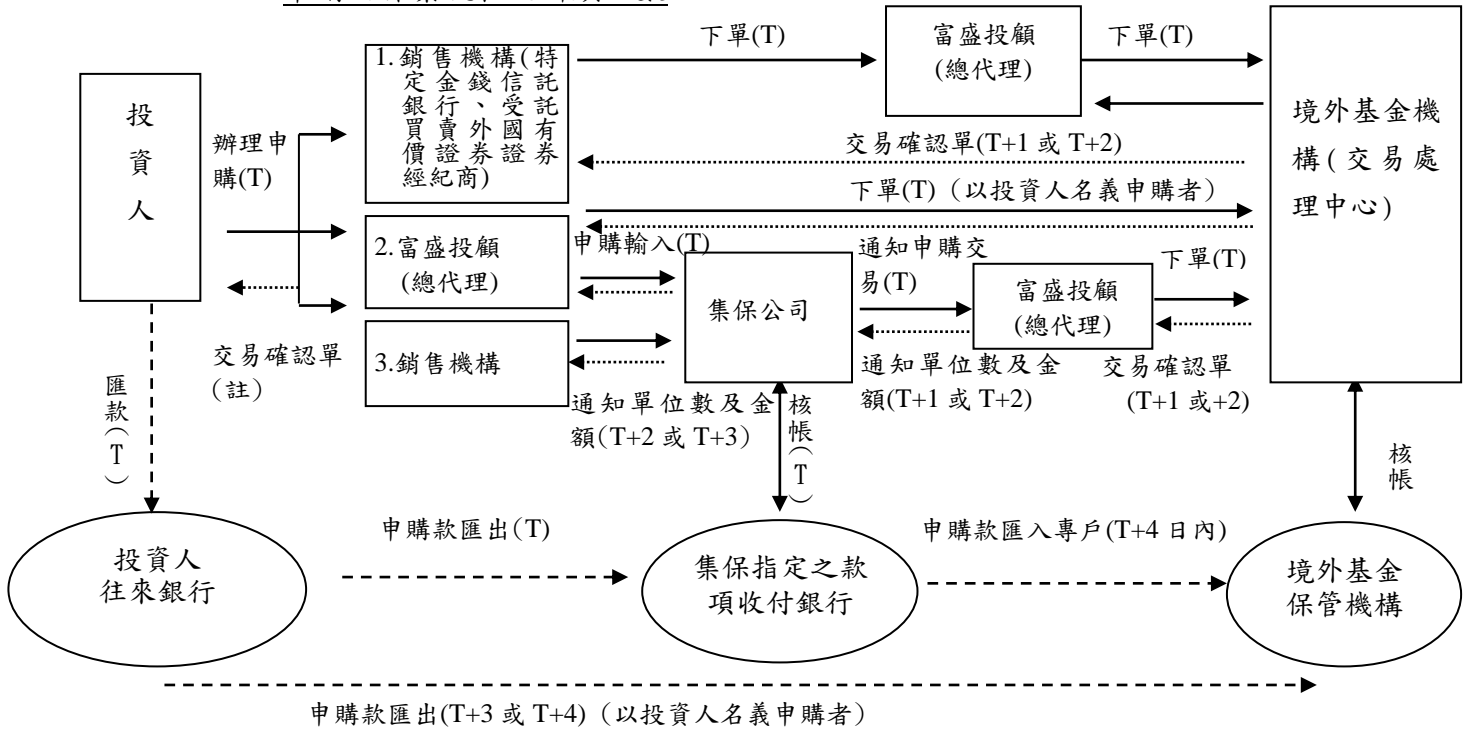 下單(T)
富盛投顧
(總代理)
下單(T)
1.銷售機構(特
定金錢信託
銀行、受託
買賣外國有
價證券證券
經紀商)
投
資
人
辦理申
購(T)
境外基金機
構(交易處
理中心)
交易確認單(T+1 或 T+2)
下單(T)(以投資人名義申購者)
2.富盛投顧
(總代理)
申購輸入(T)
通知申購交
易(T)
下單(T)
集保公司
富盛投顧
(總代理)
3.銷售機構
交易確認單
(註)
匯
款
(T)
通知單位數及金
額(T+2 或 T+3)
核
帳
(T)
通知單位數及金
額(T+1 或 T+2)
交易確認單
(T+1 或+2)
核
帳
申購款匯出(T)
申購款匯入專戶(T+4 日內)
投資人
往來銀行
集保指定之款
項收付銀行
境外基金
保管機構
申購款匯出(T+3 或 T+4)(以投資人名義申購者)